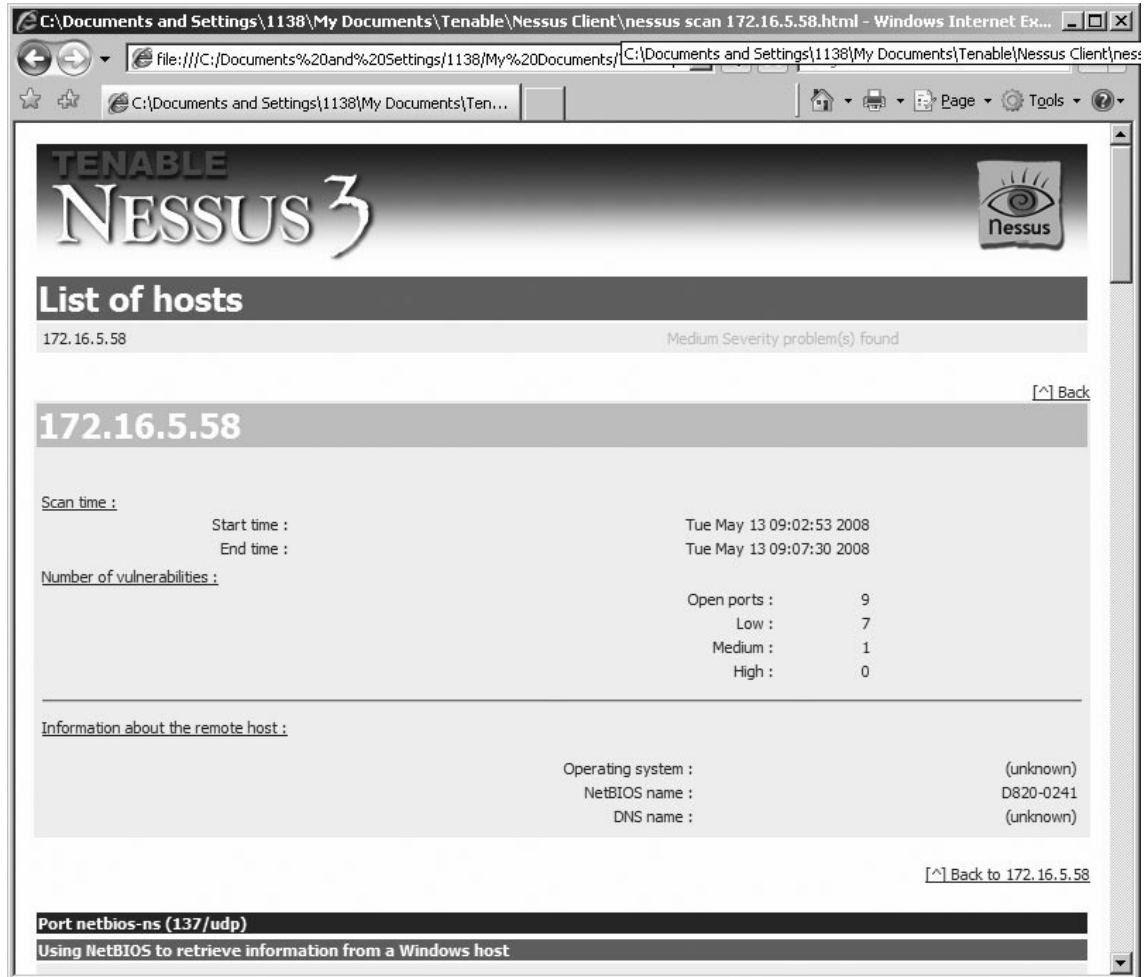 C:\Documents and Settings\1138\My Documents\Tenable\Nessus Client\nessus scan 172.16.5.58.html - Windows Internet Ex...
file:///C:/Documents%20and%20Settings/1138/My%20Documents/
C:\Documents and Settings\1138\My Documents\Tenable\Nessus Client\ness
C:\Documents and Settings\1138\My Documents\Ten...
Page
Tools
TENABLE
NESSUS 3
Nessus
List of hosts
172.16.5.58 Medium Severity problem(s) found
[^] Back
172.16.5.58
Scan time :
Start time : Tue May 13 09:02:53 2008
End time : Tue May 13 09:07:30 2008
Number of vulnerabilities :
Open ports : 9
Low : 7
Medium : 1
High : 0
Information about the remote host :
Operating system : (unknown)
NetBIOS name : D820-0241
DNS name : (unknown)
[^] Back to 172.16.5.58
Port netbios-ns (137/udp)
Using NetBIOS to retrieve information from a Windows host